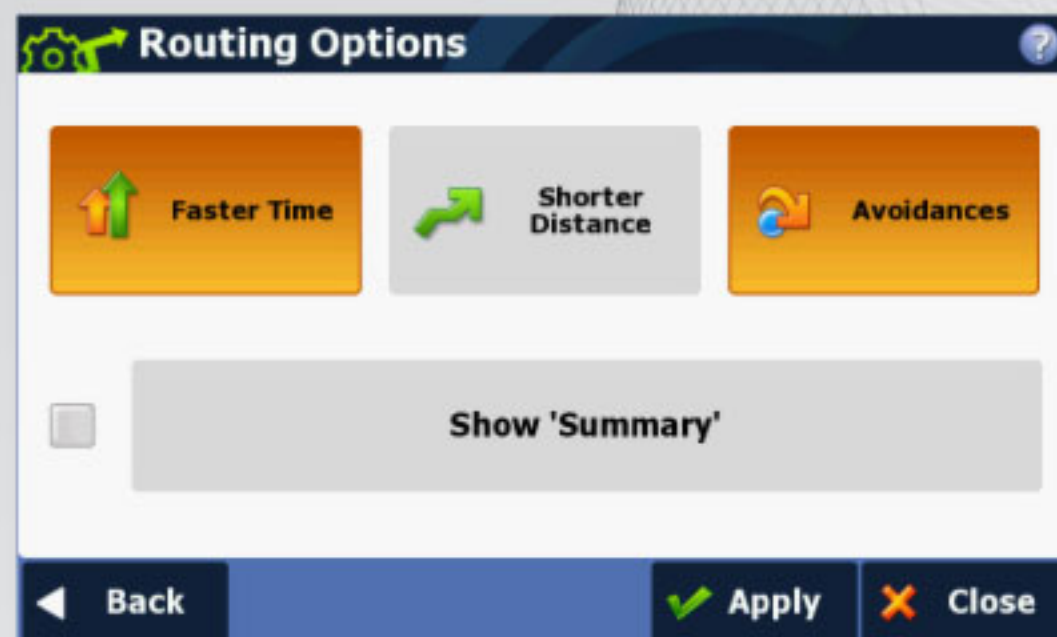 Routing Options
?
Faster Time
Shorter
Distance
Avoidances
Show 'Summary'
Back
Apply
Close